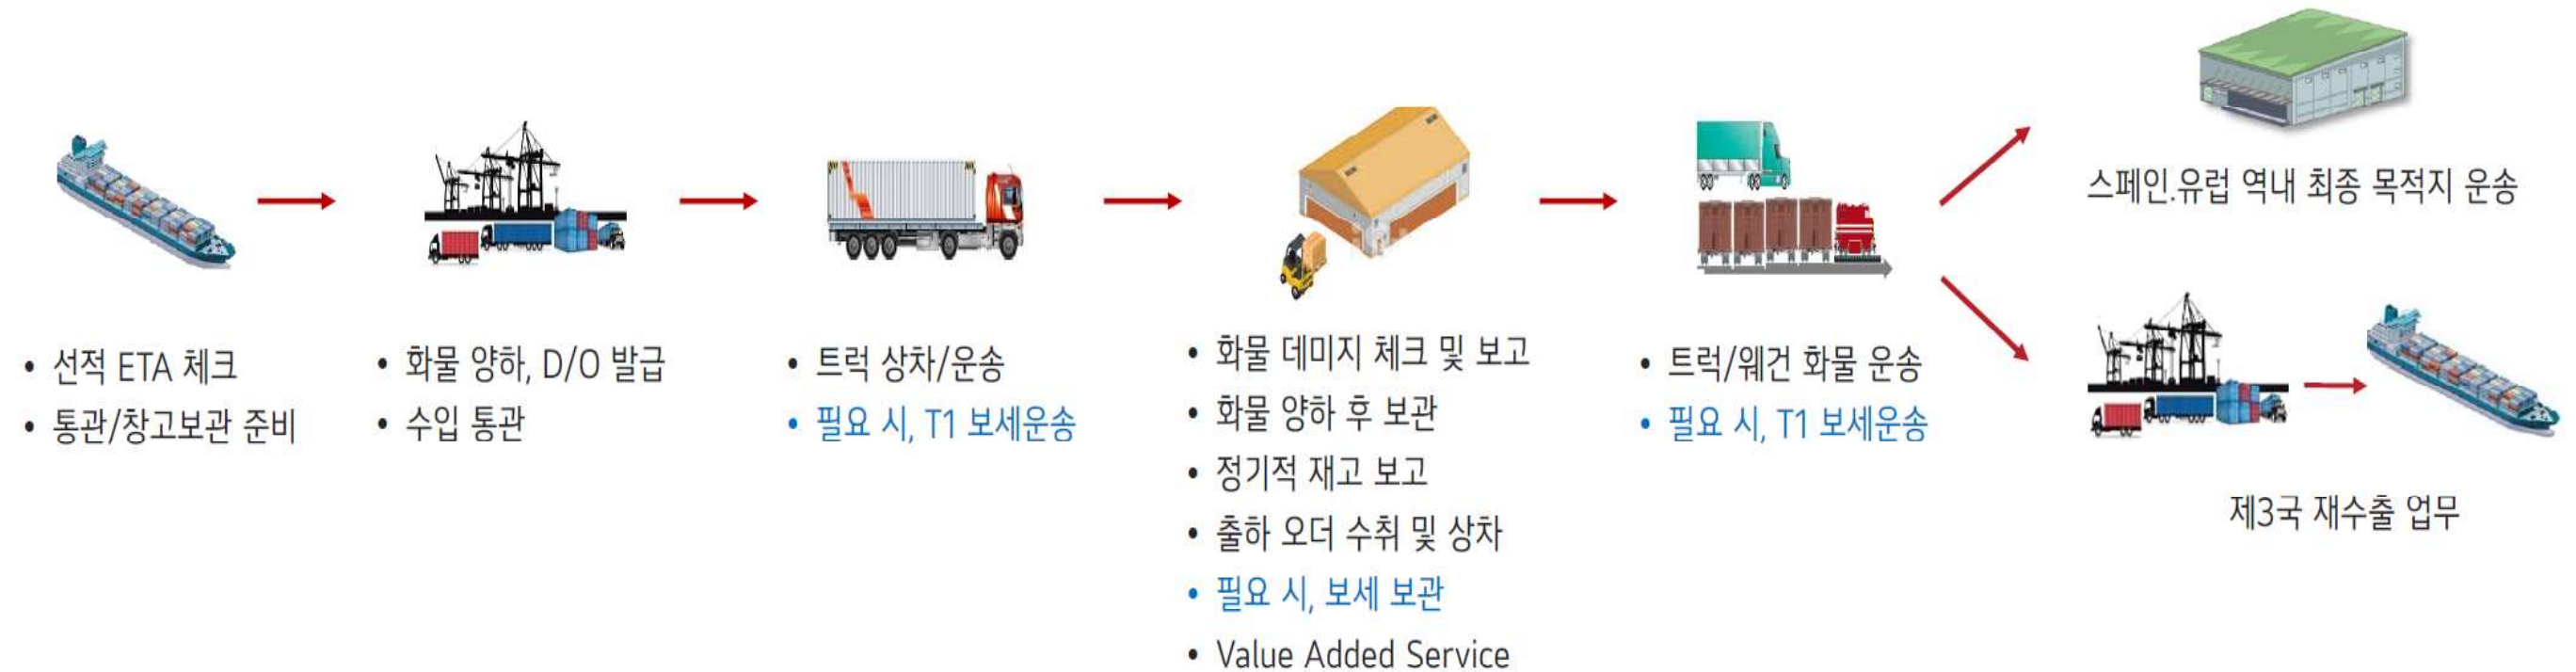 • 선적 ETA 체크
• 통관/창고보관 준비
• 화물 양하, D/O 발급
• 수입 통관
• 트럭 상차/운송
• 필요 시, T1 보세운송
• 화물 데미지 체크 및 보고
• 화물 양하 후 보관
• 정기적 재고 보고
• 출하 오더 수취 및 상차
• 필요 시, 보세 보관
• Value Added Service
• 트럭/웨건 화물 운송
• 필요 시, T1 보세운송
스페인.유럽 역내 최종 목적지 운송
제3국 재수출 업무